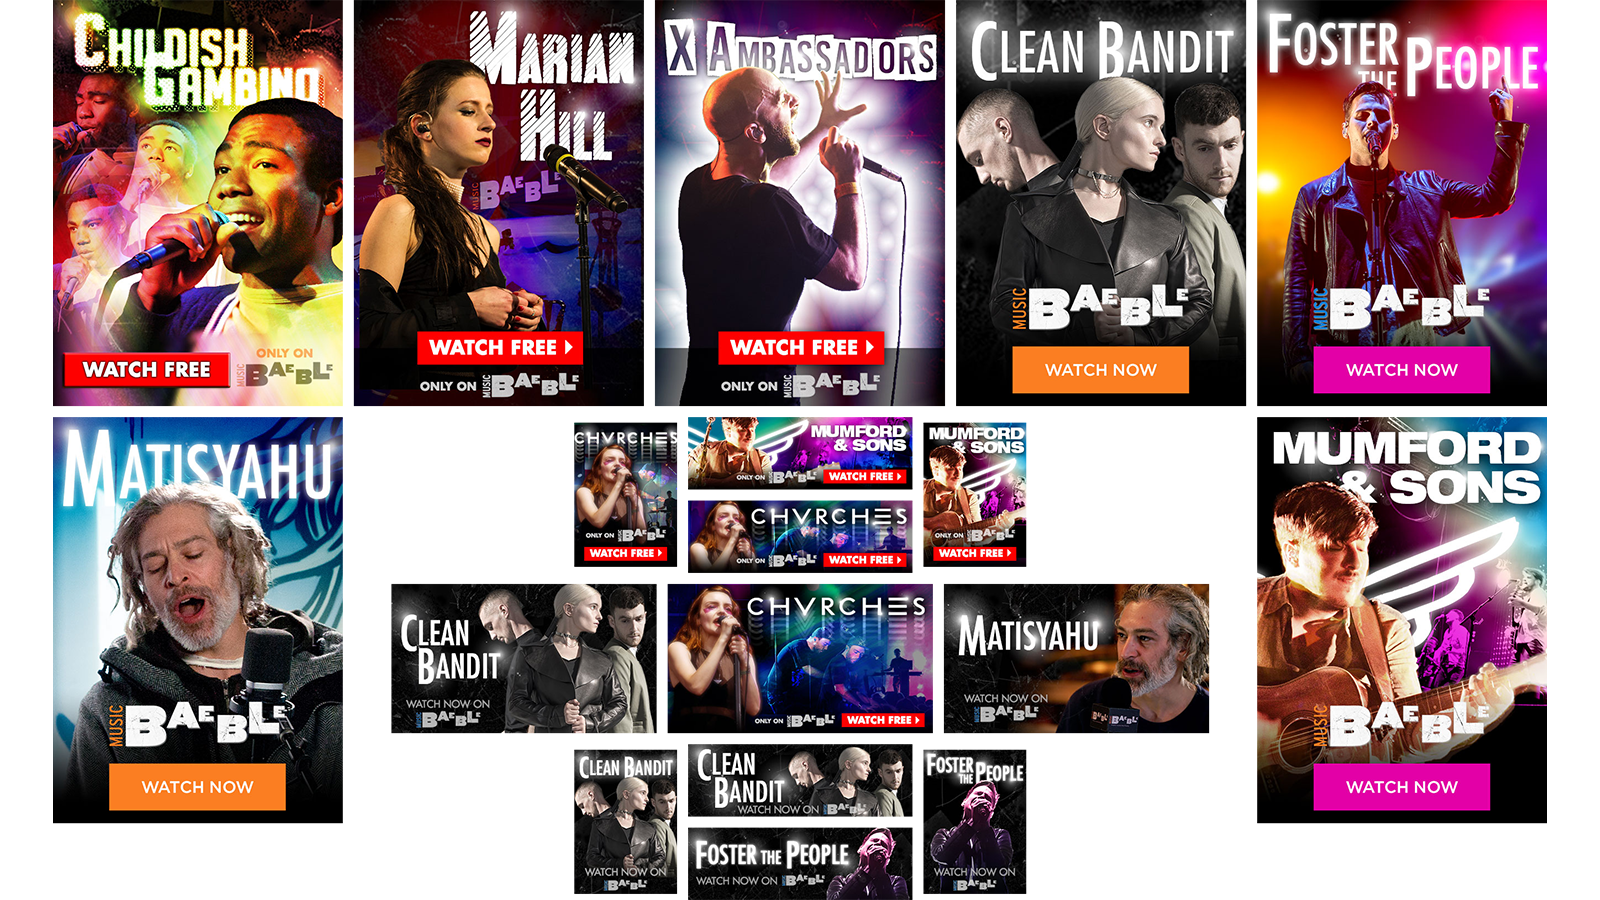 CHILDISH
GAMBINO
WATCH FREE
ONLY ON
MUSIC BAEBLE
MARIAN
HILL
MUSIC BAEBLE
WATCH FREE
ONLY ON MUSIC BAEBLE
X AMBASSADORS
WATCH FREE
ONLY ON MUSIC BAEBLE
CLEAN BANDIT
MUSIC BAEBLE
WATCH NOW
FOSTER
THE PEOPLE
MUSIC BAEBLE
WATCH NOW
MATISYAHU
MUSIC BAEBLE
WATCH NOW
CHVRCHES
ONLY ON BAEBLE
WATCH FREE
MUMFORD
& SONS
ONLY ON BAEBLE WATCH FREE
CHVRCHES
ONLY ON BAEBLE WATCH FREE
MUMFORD
& SONS
ONLY ON BAEBLE
WATCH FREE
MUMFORD
& SONS
MUSIC BAEBLE
WATCH NOW
CLEAN
BANDIT
WATCH NOW ON
MUSIC BAEBLE
CHVRCHES
ONLY ON MUSIC BAEBLE WATCH FREE
MATISYAHU
WATCH NOW ON
MUSIC BAEBLE
BAEBLE BAEBLE
CLEAN BANDIT
WATCH NOW ON
BAEBLE
CLEAN
BANDIT
WATCH NOW ON BAEBLE
FOSTER THE PEOPLE
WATCH NOW ON BAEBLE
FOSTER
THE PEOPLE
WATCH NOW ON
BAEBLE